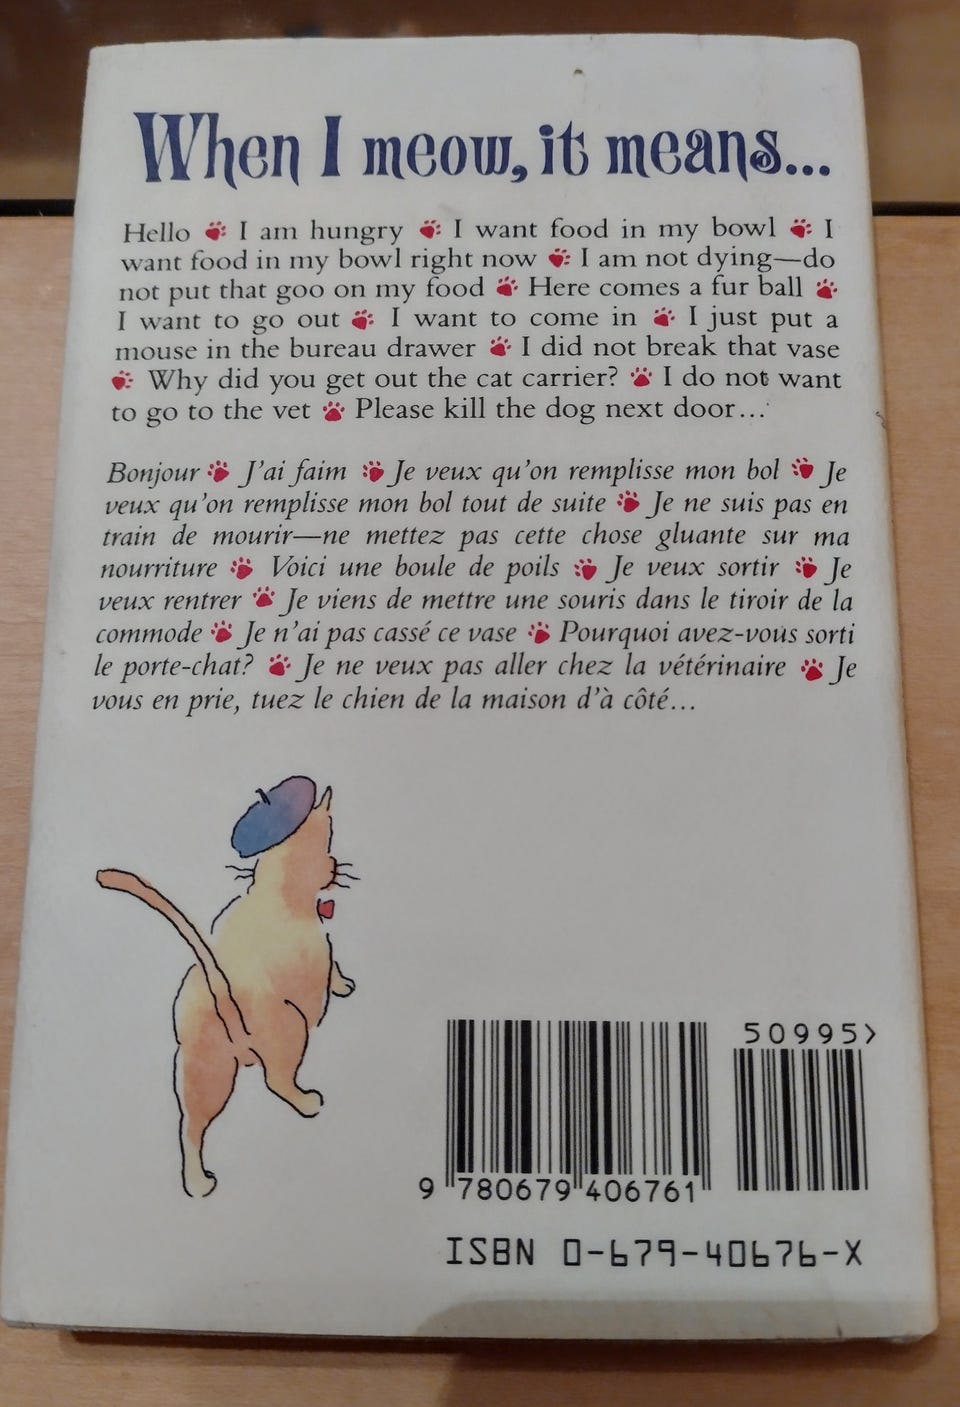 When I meow, it means...
Hello I am hungry I want food in my bowl I
want food in my bowl right now I am not dying—do
not put that goo on my food Here comes a fur ball
I want to go out I want to come in I just put a
mouse in the bureau drawer I did not break that vase
Why did you get out the cat carrier? I do not want
to go to the vet Please kill the dog next door...
Bonjour J'ai faim Je veux qu'on remplisse mon bol Je
veux qu'on remplisse mon bol tout de suite Je ne suis pas en
train de mourir—ne mettez pas cette chose gluante sur ma
nourriture Voici une boule de poils Je veux sortir Je
veux rentrer Je viens de mettre une souris dans le tiroir de la
commode Je n'ai pas cassé ce vase Pourquoi avez-vous sorti
le porte-chat? Je ne veux pas aller chez la vétérinaire Je
vous en prie, tuez le chien de la maison d'à côté...
50995>
9 780679 406761
ISBN 0-679-40676-X